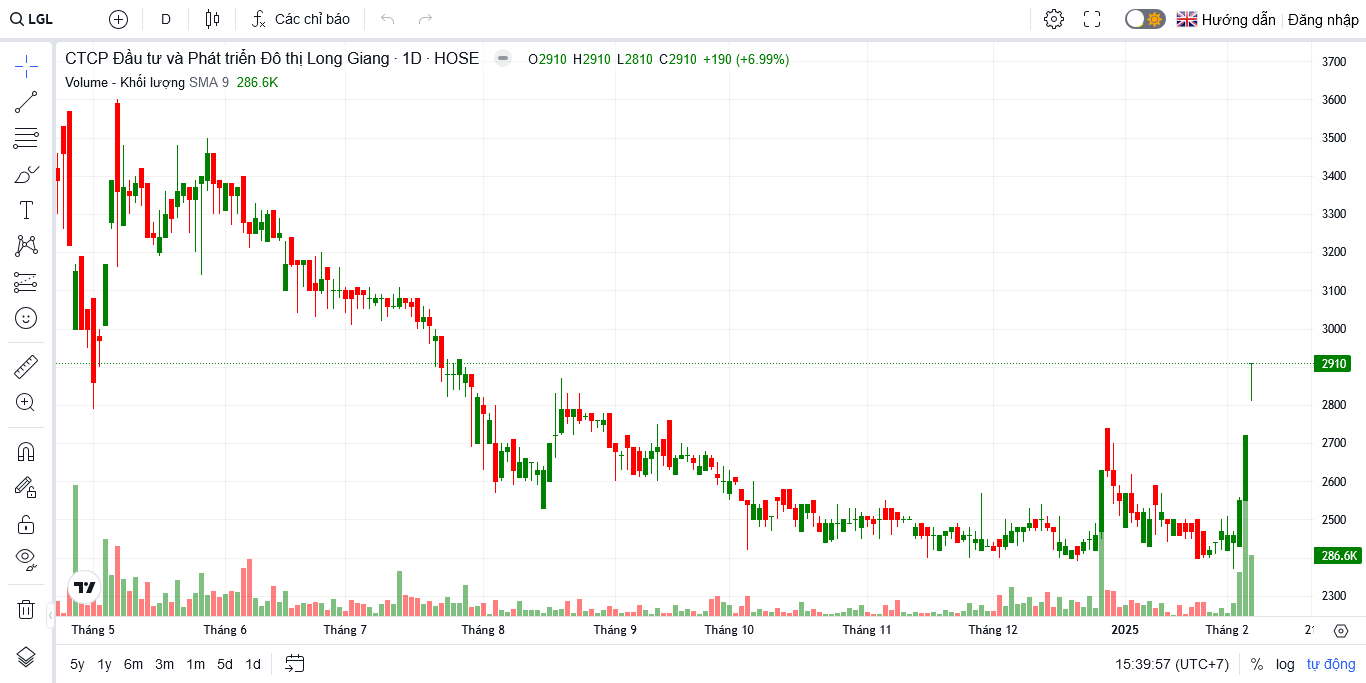 LGL D Các chỉ báo Hướng dẫn Đăng nhập
CTCP Đầu tư và Phát triển Đô thị Long Giang · 1D · HOSE O2910 H2910 L2810 C2910 +190 (+6.99%)
Volume - Khối lượng SMA 9 286.6K
3700
3600
3500
3400
3300
3200
3100
3000
2910
2800
2700
2600
2500
286.6K
2300
Tháng 5 Tháng 6 Tháng 7 Tháng 8 Tháng 9 Tháng 10 Tháng 11 Tháng 12 2025 Tháng 2
5y 1y 6m 3m 1m 5d 1d 15:39:57 (UTC+7) % log tự động